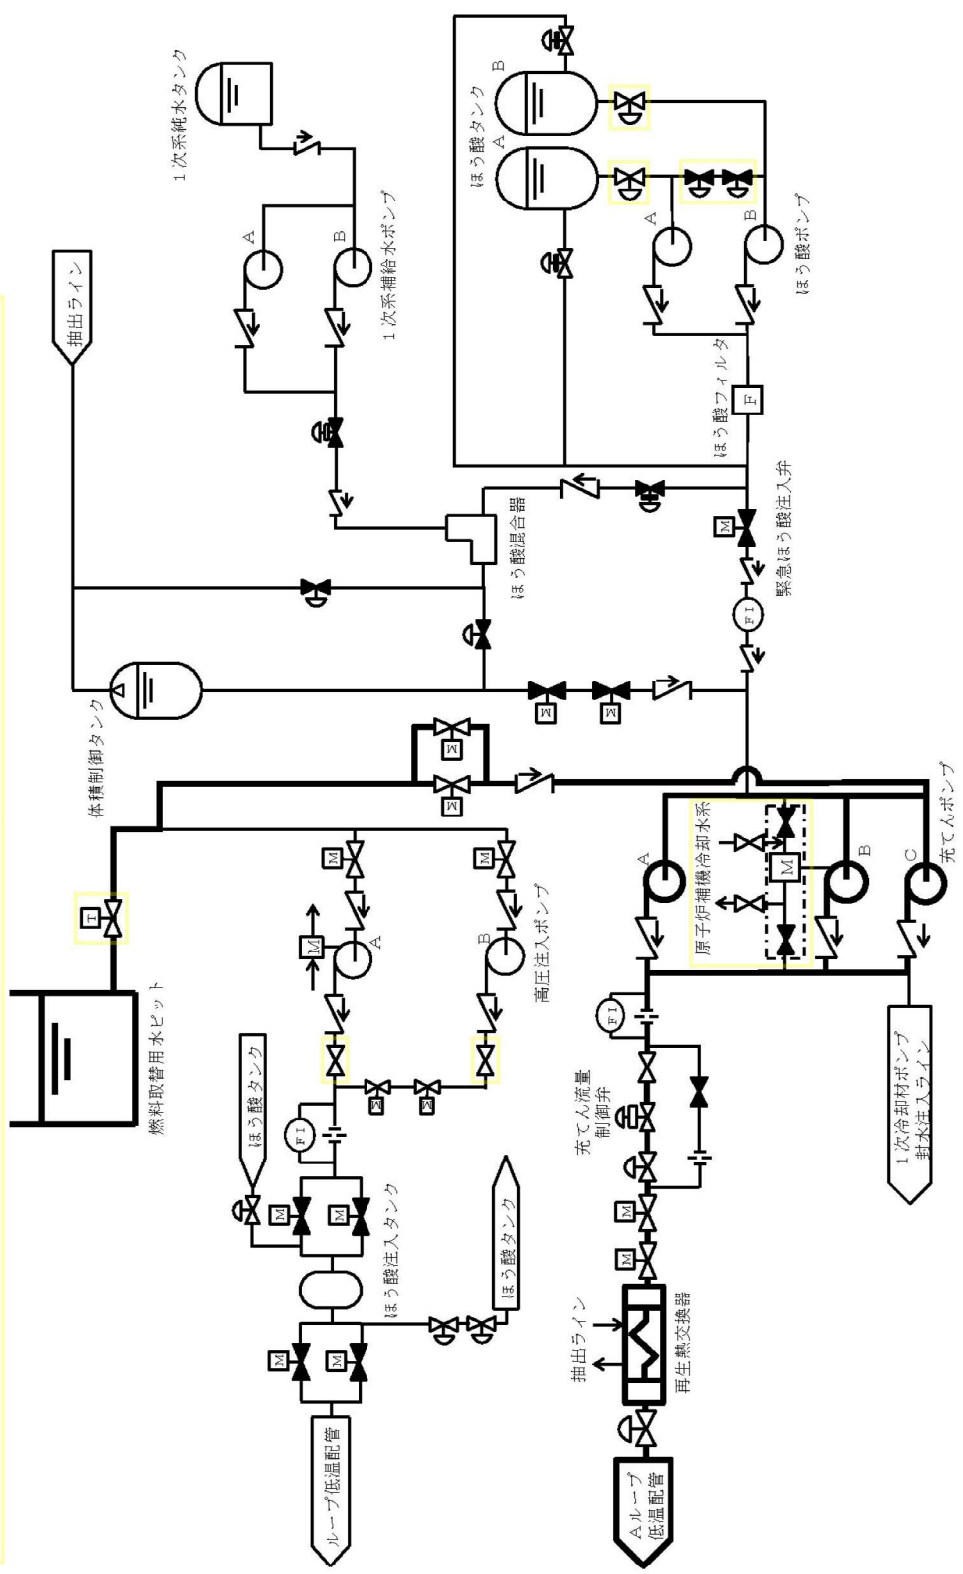 燃料取替用水ピット
T
体積制御タンク
抽出ライン
1次系純水タンク
A
B
1次系補給水ポンプ
ほう酸タンク
A
B
ほう酸ポンプ
A
B
ほう酸フィルタ
F
ほう酸混合器
M
緊急ほう酸注入弁
FI
M
M
M
M
M
M
M
A
B
高圧注入ポンプ
M
M
ほう酸タンク
FI
M
M
ほう酸注入タンク
M
M
ほう酸タンク
ループ低温配管
原子炉補機冷却水系
M
A
B
C
充てんポンプ
FI
充てん流量
制御弁
M
M
1次冷却材ポンプ
封水注入ライン
抽出ライン
再生熱交換器
Aループ
低温配管